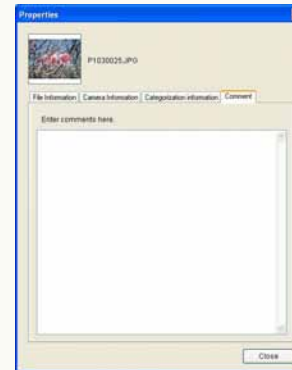 Properties
P1030025.JPG
File Information Camera Information Categorization information Comment
Enter comments here.
Close